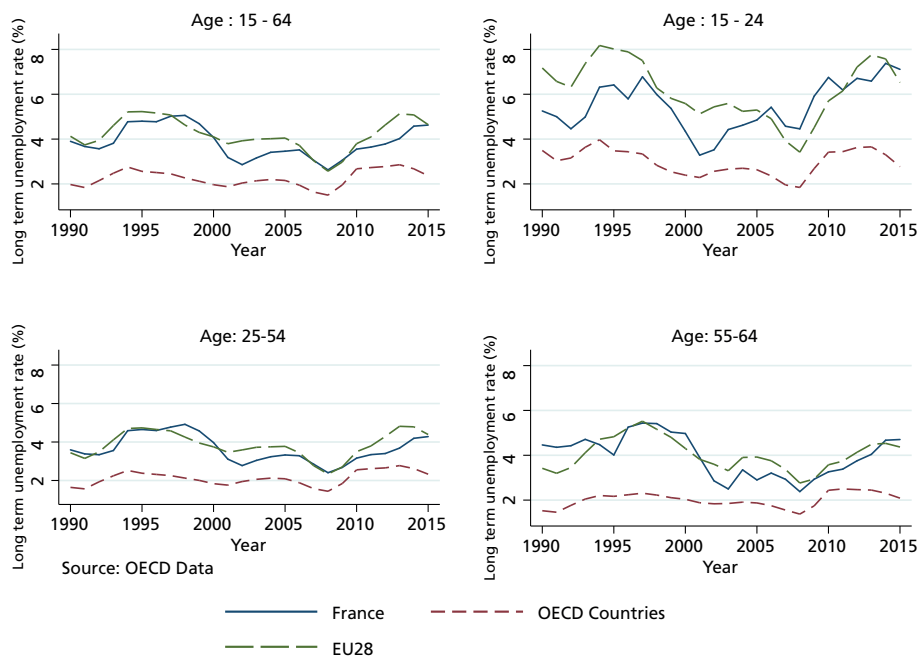 Age : 15 - 64
Long term unemployment rate (%)
8
6
4
2
1990 1995 2000 2005 2010 2015
Year
Age : 15 - 24
Long term unemployment rate (%)
8
6
4
2
1990 1995 2000 2005 2010 2015
Year
Age: 25-54
Long term unemployment rate (%)
8
6
4
2
1990 1995 2000 2005 2010 2015
Year
Age: 55-64
Long term unemployment rate (%)
8
6
4
2
1990 1995 2000 2005 2010 2015
Year
Source: OECD Data
France OECD Countries
EU28